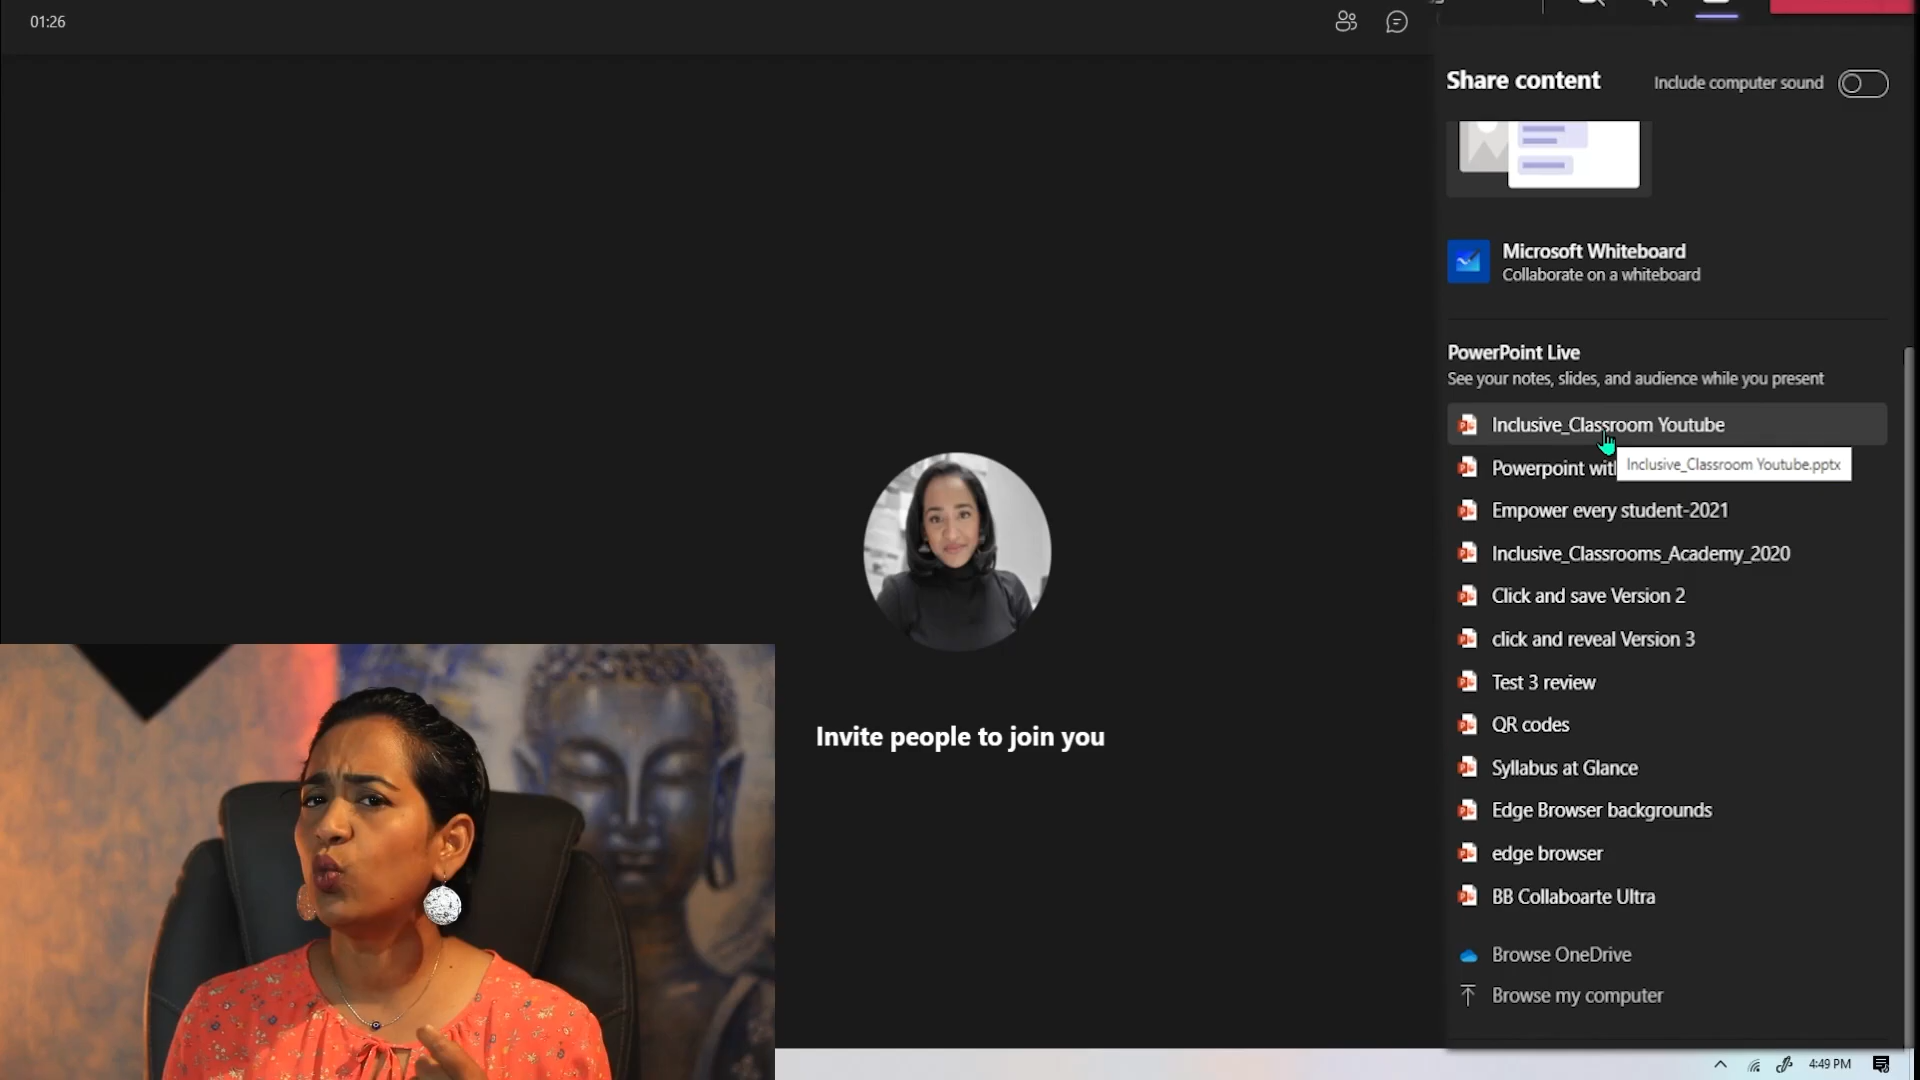 01:26
Share content
Include computer sound
Microsoft Whiteboard
Collaborate on a whiteboard
PowerPoint Live
See your notes, slides, and audience while you present
Inclusive_Classroom Youtube
Powerpoint
Inclusive_Classroom Youtube.pptx
Empower every student-2021
Inclusive_Classrooms_Academy_2020
Click and save Version 2
click and reveal Version 3
Test 3 review
QR codes
Syllabus at Glance
Edge Browser backgrounds
edge browser
BB Collaboarte Ultra
Browse OneDrive
Browse my computer
Invite people to join you
4:49 PM